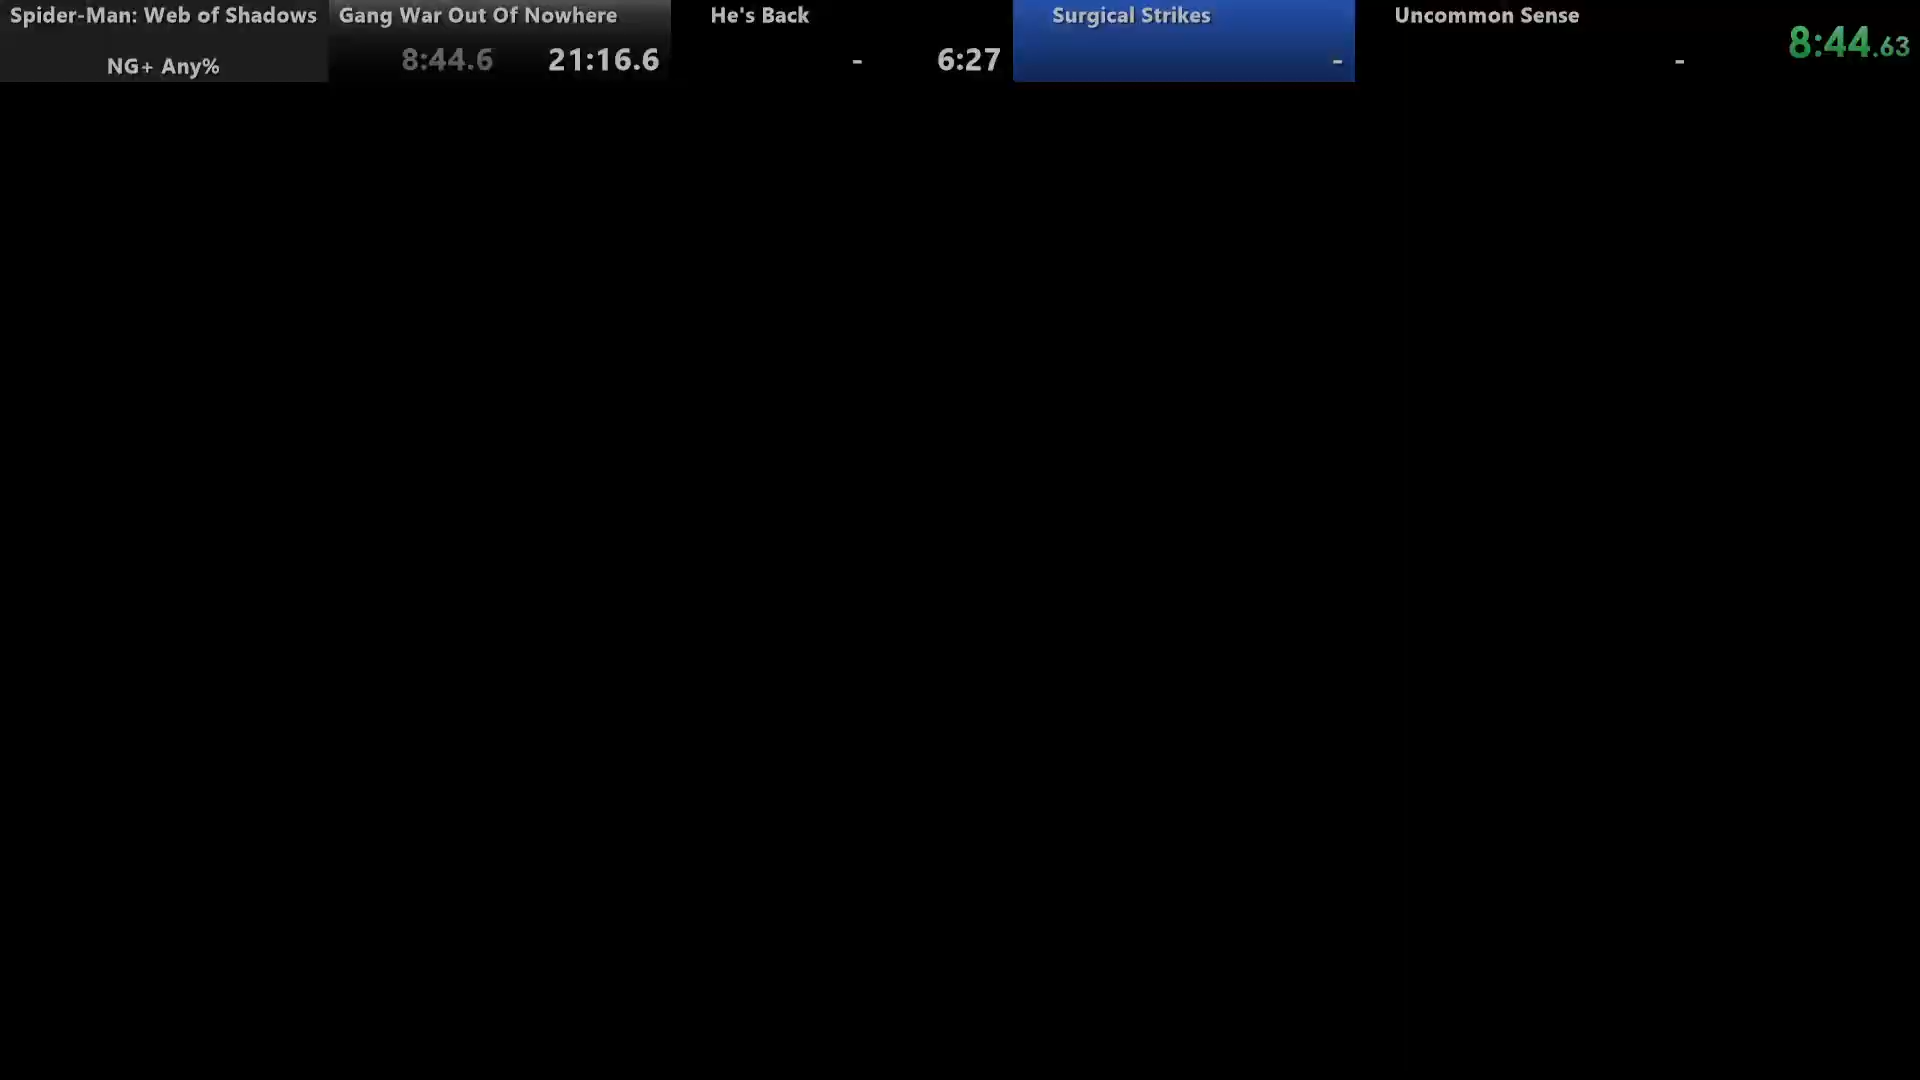 Spider-Man: Web of Shadows
NG+ Any%
Gang War Out Of Nowhere
8:44.6 21:16.6
He's Back
- 6:27
Surgical Strikes
-
Uncommon Sense
-
8:44.63